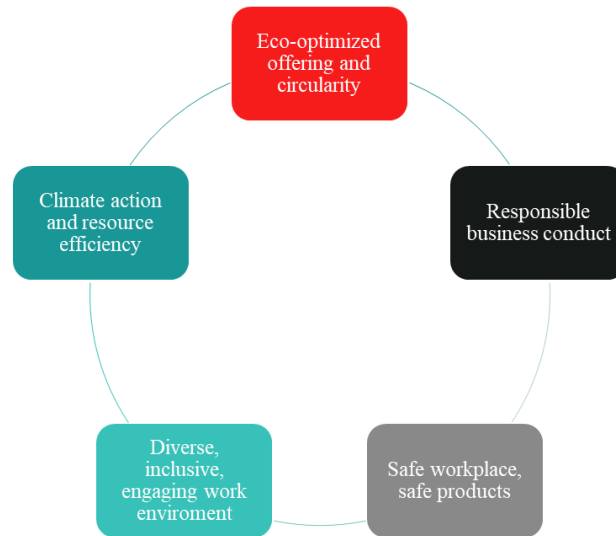 Eco-optimized
offering and
circularity
Responsible
business conduct
Safe workplace,
safe products
Diverse,
inclusive,
engaging work
enviroment
Climate action
and resource
efficiency